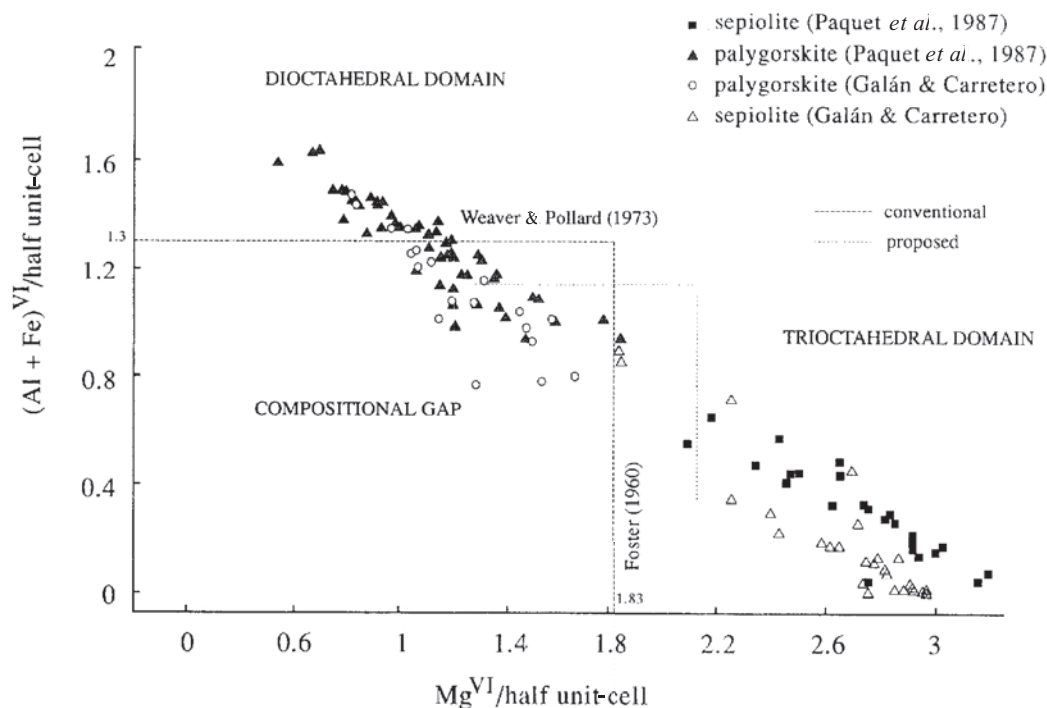 ■ sepiolite (Paquet et al., 1987)
▲ palygorskite (Paquet et al., 1987)
○ palygorskite (Galán & Carretero)
△ sepiolite (Galán & Carretero)
2
DIOCTAHEDRAL DOMAIN
1.6
Weaver & Pollard (1973)
conventional
proposed
1.3
1.2
TRIOCTAHEDRAL DOMAIN
0.8
COMPOSITIONAL GAP
0.4
Foster (1960)
1.83
0
(Al + Fe)^VI/half unit-cell
0 0.6 1 1.4 1.8 2.2 2.6 3
Mg^VI/half unit-cell